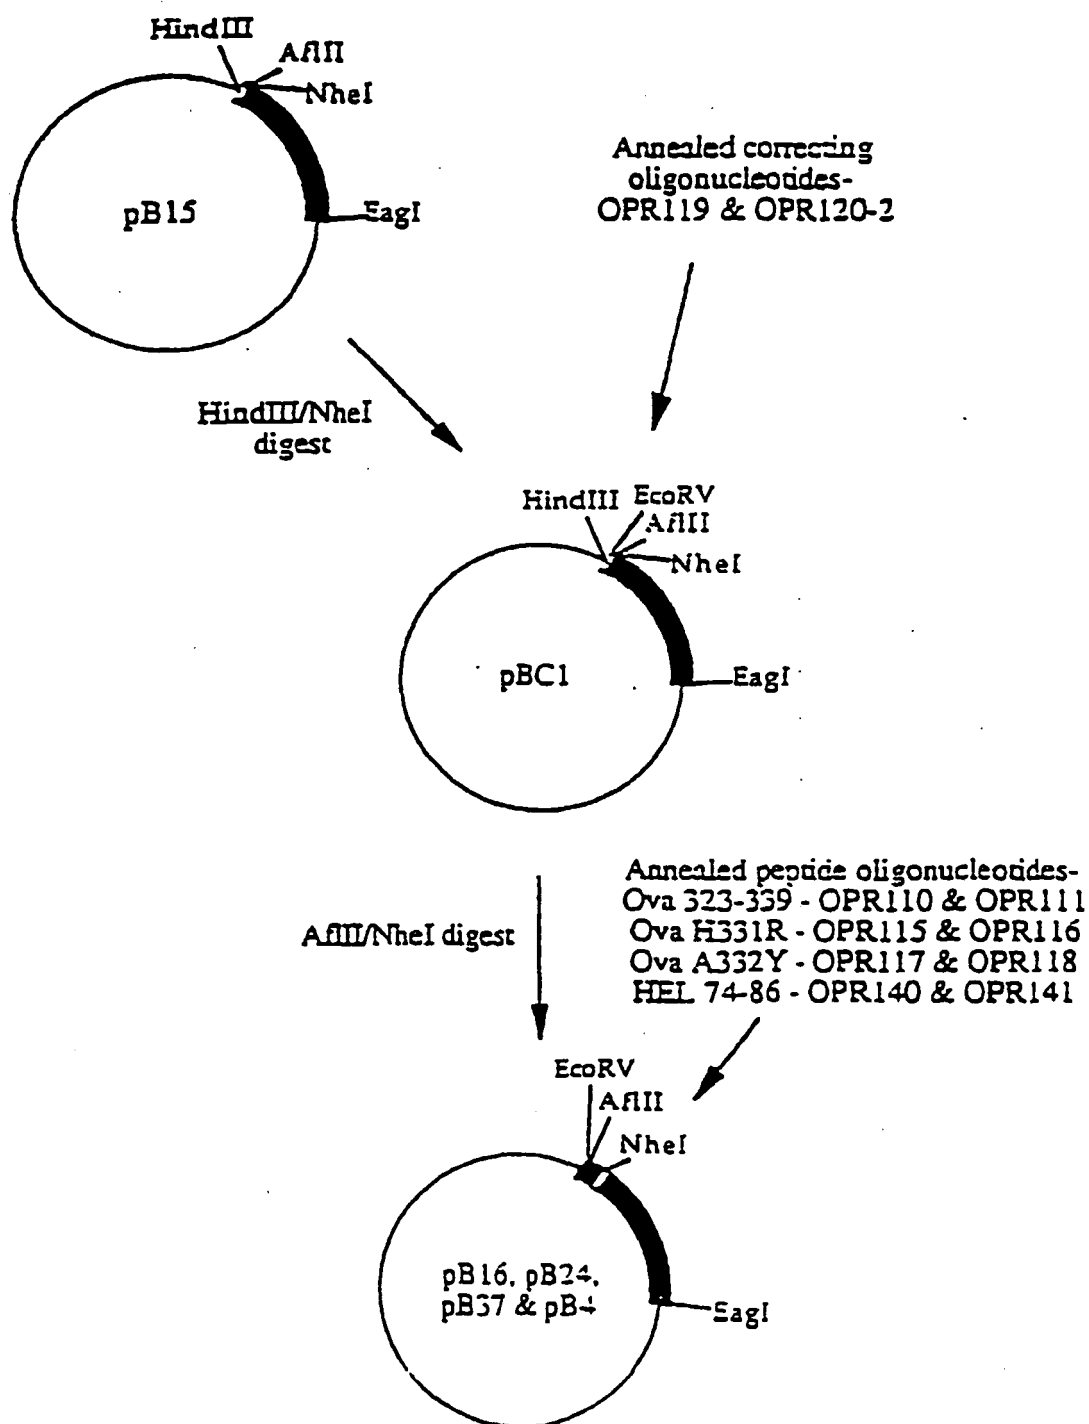 HindIII
AflII
NheI
pB15
EagI
Annealed correcting
oligonucleotides-
OPR119 & OPR120-2
HindIII/NheI
digest
HindIII
EcoRV
AflII
NheI
pBC1
EagI
AflII/NheI digest
Annealed peptide oligonucleotides-
Ova 323-339 - OPR110 & OPR111
Ova H331R - OPR115 & OPR116
Ova A332Y - OPR117 & OPR118
HEL 74-86 - OPR140 & OPR141
EcoRV
AflII
NheI
pB16, pB24,
pB37 & pB4
EagI